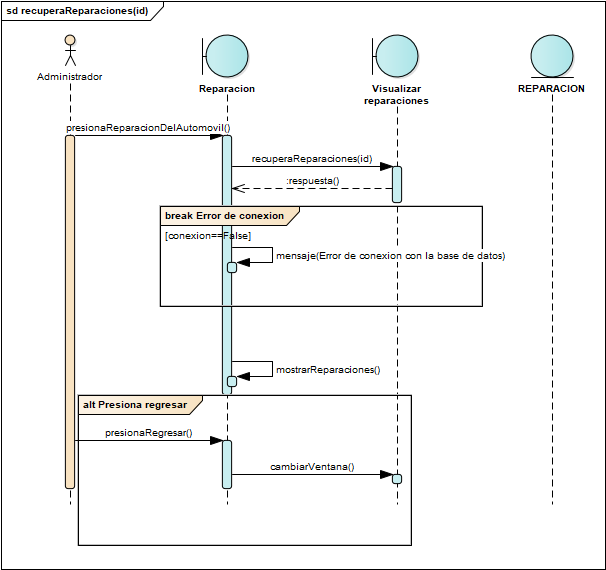 sd recuperaReparaciones(id)
Administrador
Reparacion
Visualizar
reparaciones
REPARACION
presionaReparacionDelAutomovil()
recuperaReparaciones(id)
:respuesta()
break Error de conexion
[conexion==False]
mensaje(Error de conexion con la base de datos)
mostrarReparaciones()
alt Presiona regresar
presionaRegresar()
cambiarVentana()